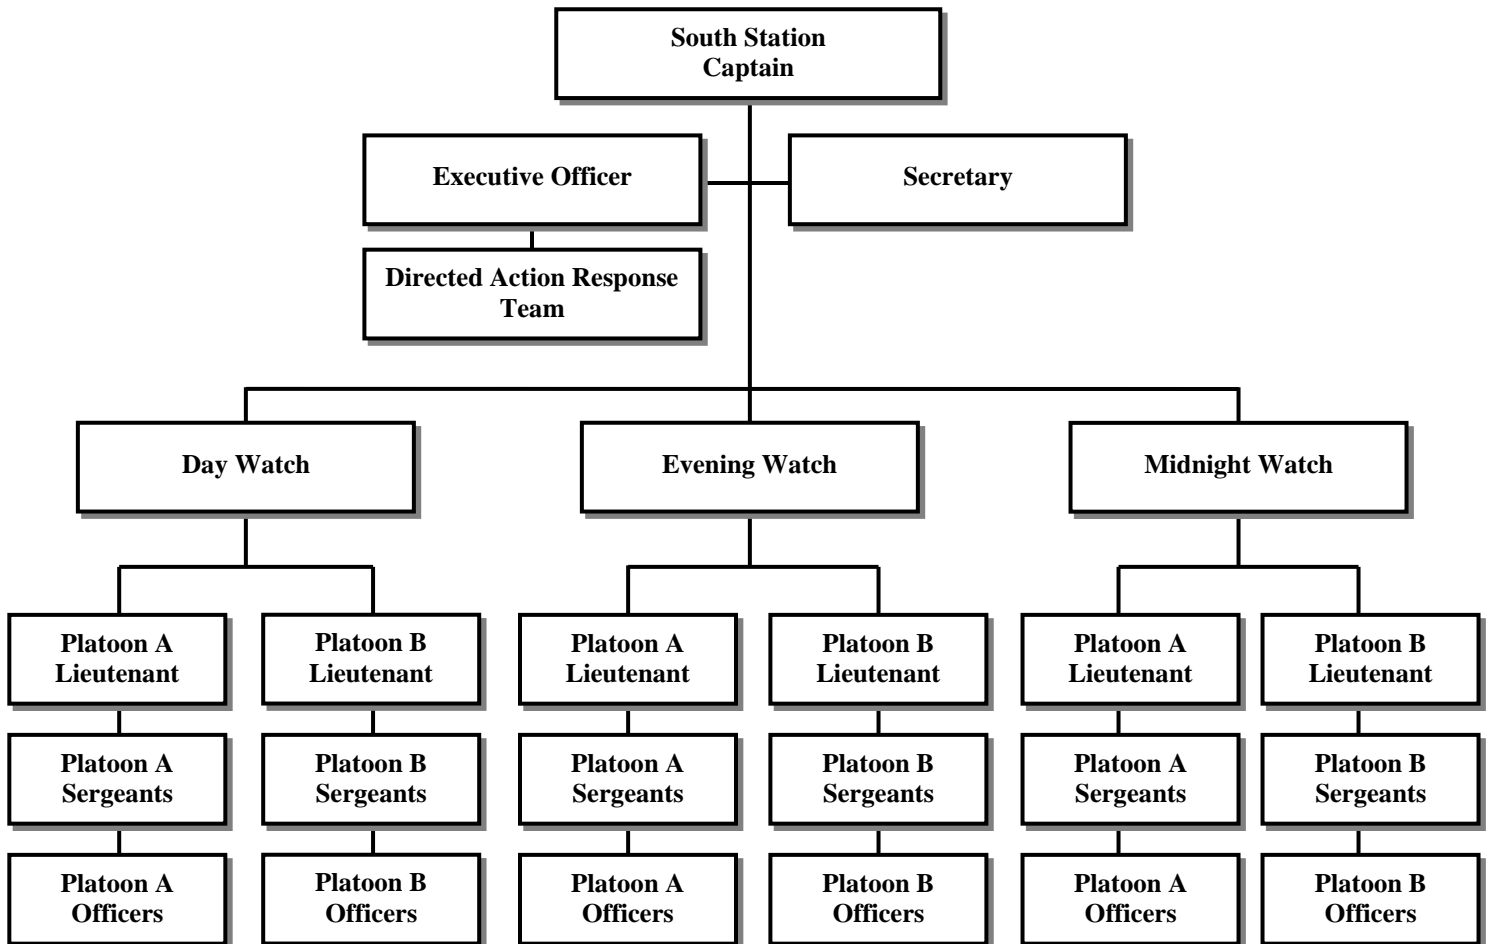 South Station
Captain
Executive Officer
Secretary
Directed Action Response
Team
Day Watch
Evening Watch
Midnight Watch
Platoon A
Lieutenant
Platoon B
Lieutenant
Platoon A
Lieutenant
Platoon B
Lieutenant
Platoon A
Lieutenant
Platoon B
Lieutenant
Platoon A
Sergeants
Platoon B
Sergeants
Platoon A
Sergeants
Platoon B
Sergeants
Platoon A
Sergeants
Platoon B
Sergeants
Platoon A
Officers
Platoon B
Officers
Platoon A
Officers
Platoon B
Officers
Platoon A
Officers
Platoon B
Officers